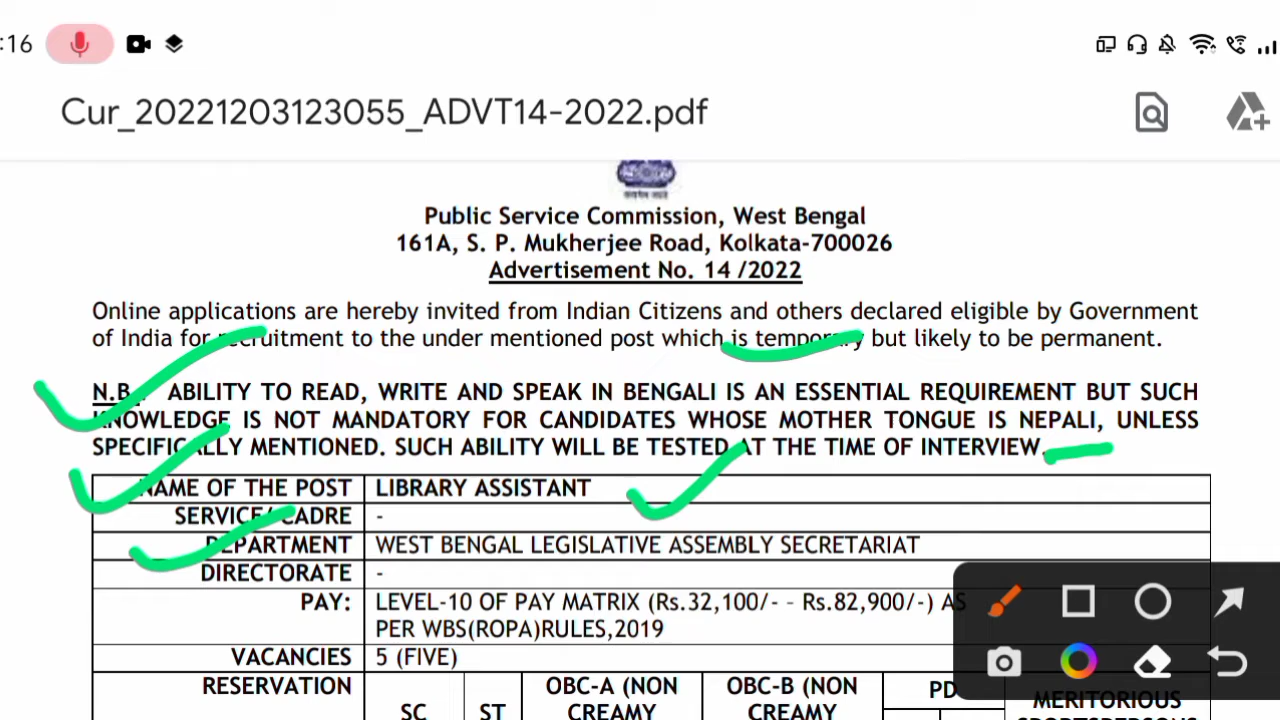 :16
Cur_20221203123055_ADVT14-2022.pdf
Public Service Commission, West Bengal
161A, S. P. Mukherjee Road, Kolkata-700026
Advertisement No. 14 /2022
Online applications are hereby invited from Indian Citizens and others declared eligible by Government
of India for recruitment to the under mentioned post which is temporary but likely to be permanent.
N.B.: ABILITY TO READ, WRITE AND SPEAK IN BENGALI IS AN ESSENTIAL REQUIREMENT BUT SUCH
KNOWLEDGE IS NOT MANDATORY FOR CANDIDATES WHOSE MOTHER TONGUE IS NEPALI, UNLESS
SPECIFICALLY MENTIONED. SUCH ABILITY WILL BE TESTED AT THE TIME OF INTERVIEW.
NAME OF THE POST LIBRARY ASSISTANT
SERVICE/ CADRE -
DEPARTMENT WEST BENGAL LEGISLATIVE ASSEMBLY SECRETARIAT
DIRECTORATE -
PAY: LEVEL-10 OF PAY MATRIX (Rs.32,100/- - Rs.82,900/-) AS
PER WBS(ROPA)RULES,2019
VACANCIES 5 (FIVE)
RESERVATION SC ST OBC-A (NON OBC-B (NON PD MERITORIOUS
CREAMY CREAMY